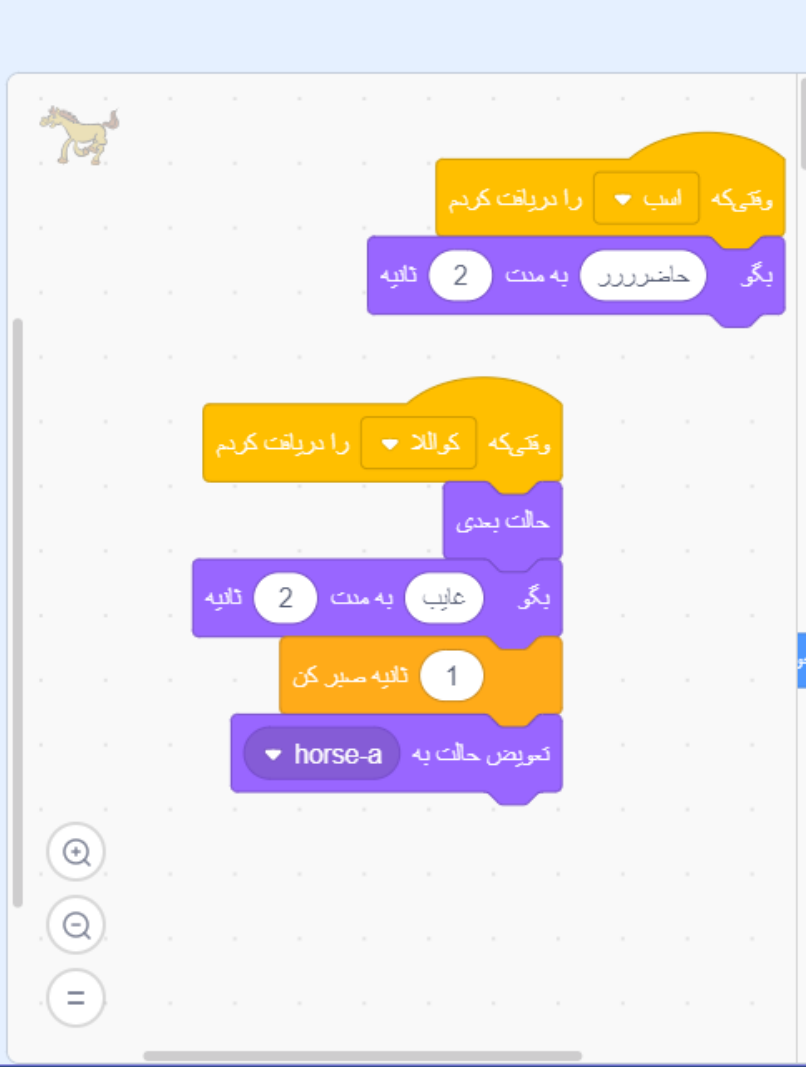 وقتی‌که اسب را دریافت کردم
بگو حاضرررر به مدت 2 ثانیه
وقتی‌که کواللا را دریافت کردم
حالت بعدی
بگو غایب به مدت 2 ثانیه
1 ثانیه صبر کن
تعویض حالت به horse-a